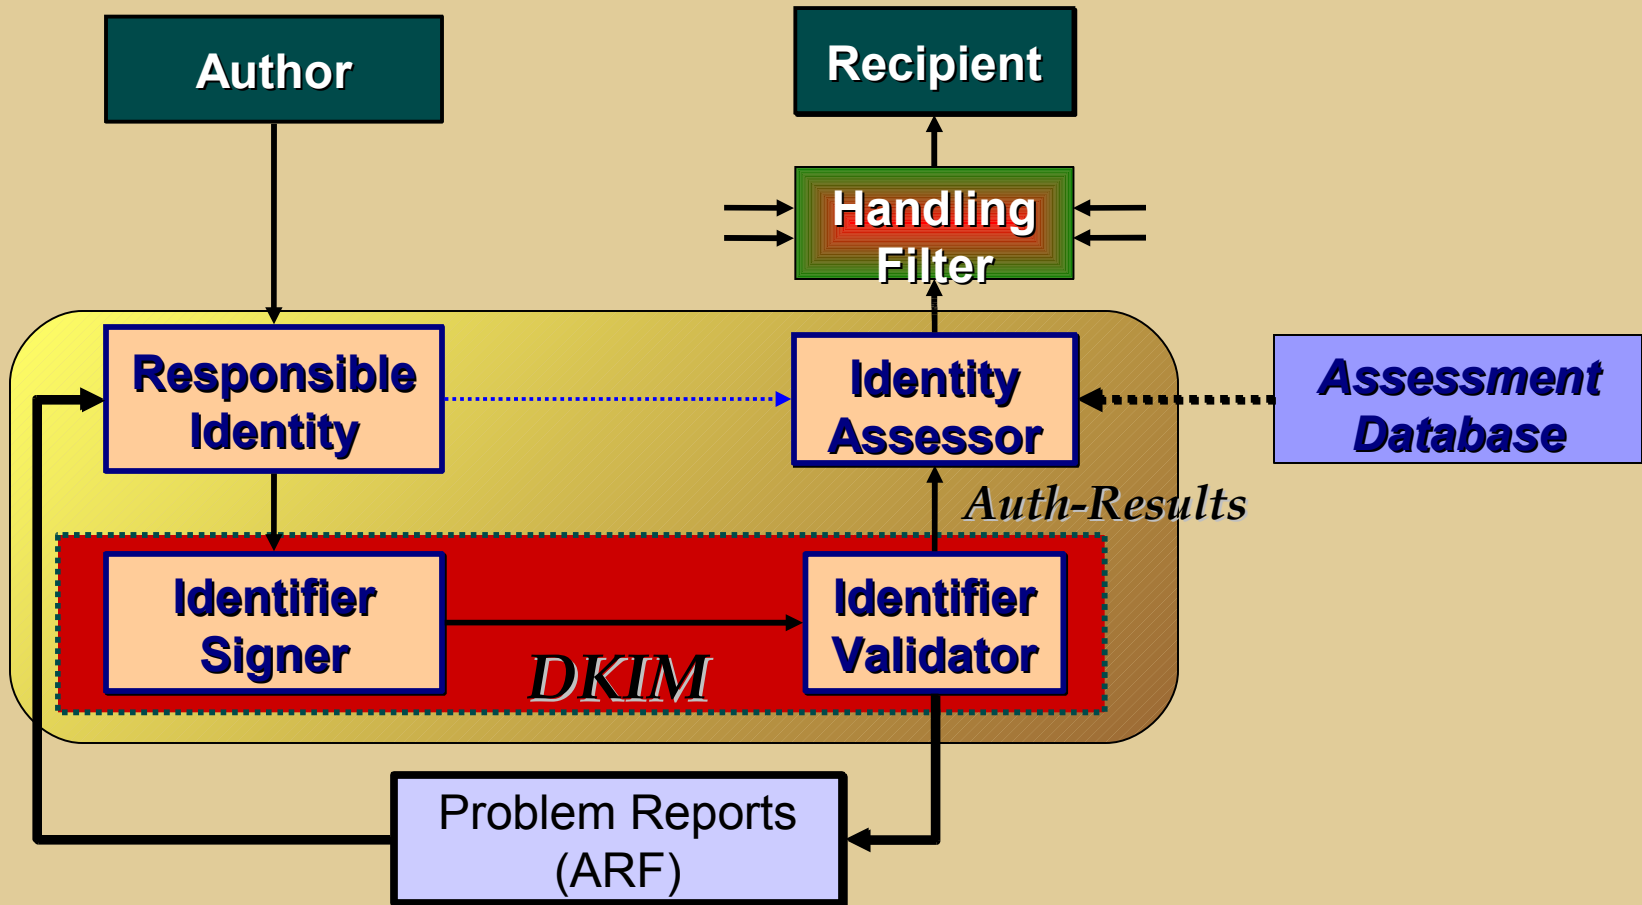 Author
Recipient
Handling
Filter
Responsible
Identity
Identity
Assessor
Assessment
Database
Auth-Results
Identifier
Signer
DKIM
Identifier
Validator
Problem Reports
(ARF)